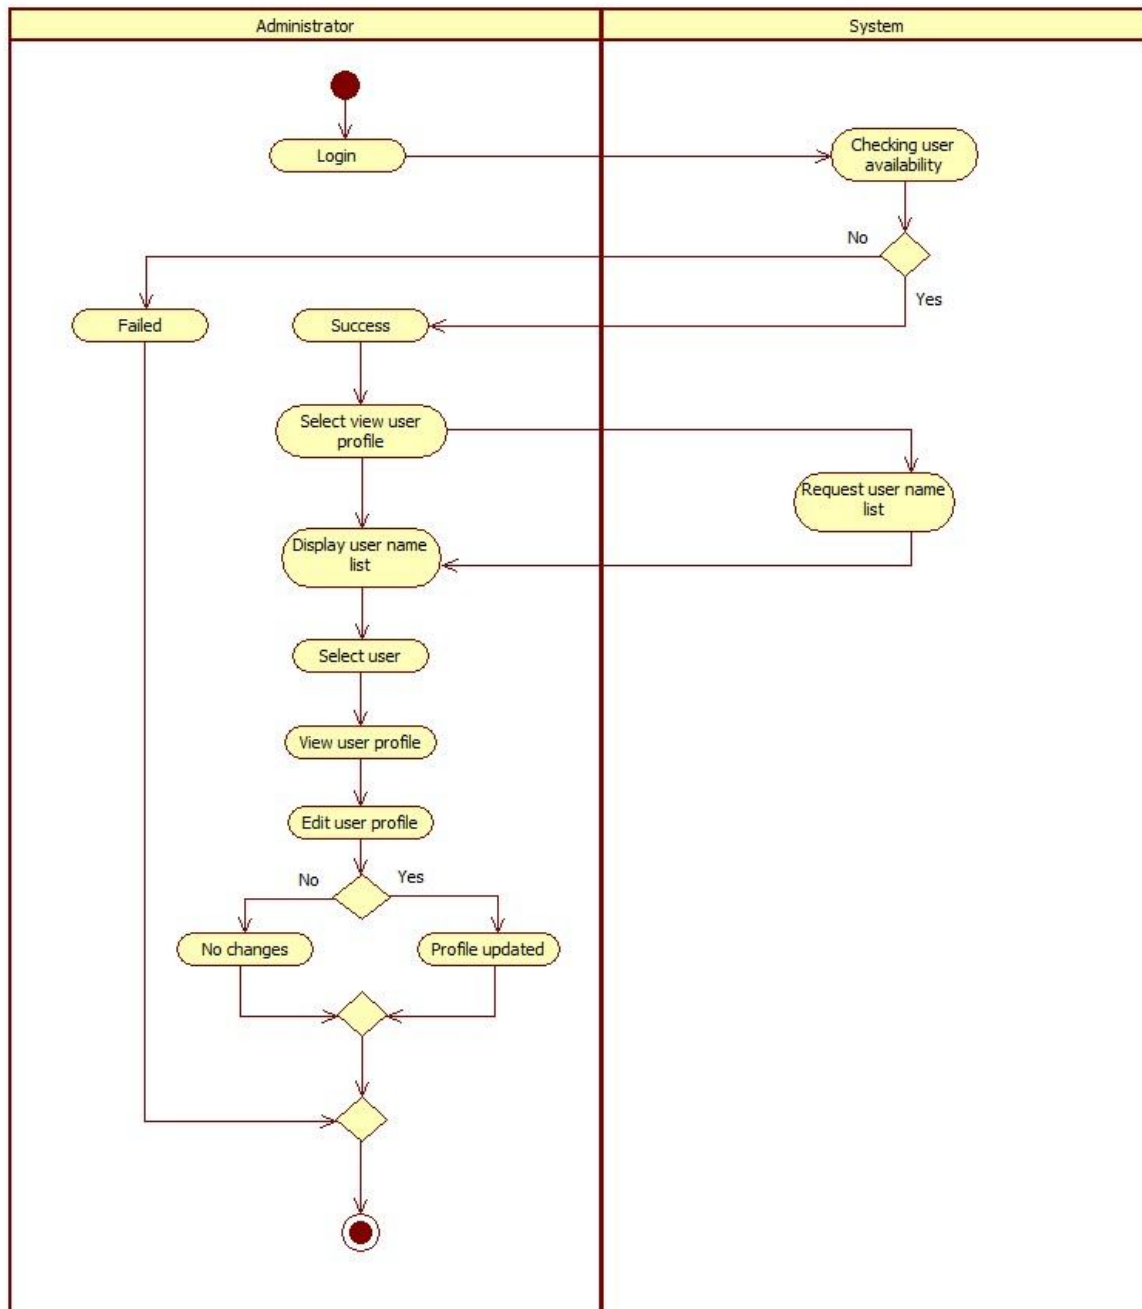 Administrator
System
Login
Checking user
availability
No
Yes
Failed
Success
Select view user
profile
Request user name
list
Display user name
list
Select user
View user profile
Edit user profile
No
Yes
No changes
Profile updated